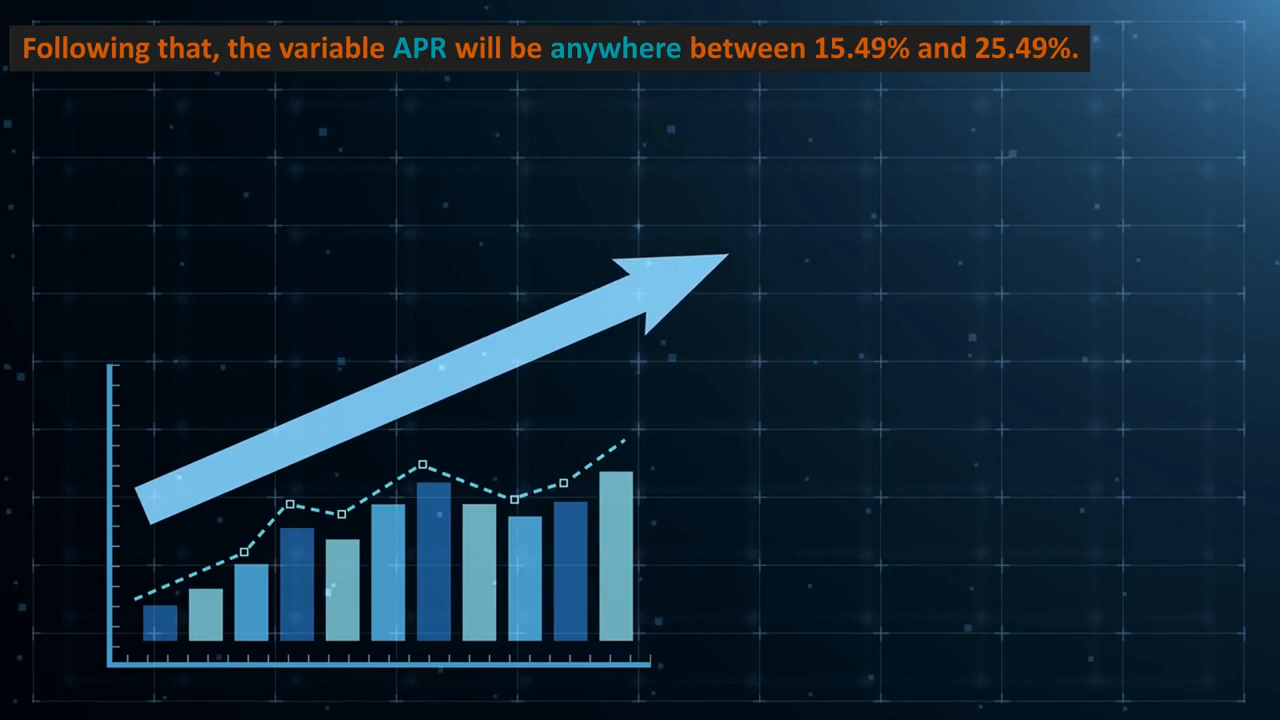 Following that, the variable APR will be anywhere between 15.49% and 25.49%.